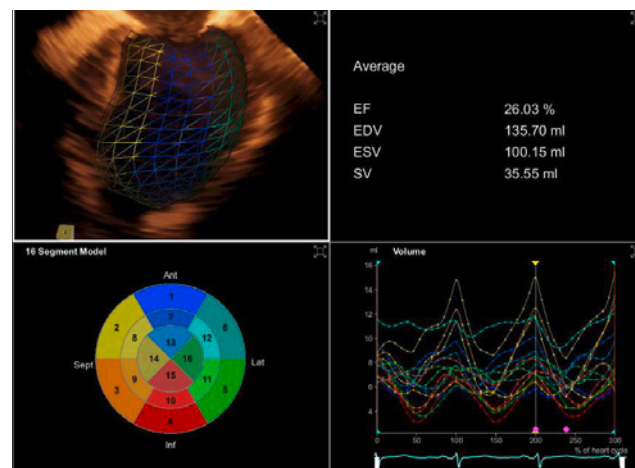 Average
EF 26.03 %
EDV 135.70 ml
ESV 100.15 ml
SV 35.55 ml
16 Segment Model
Ant
1
7
2
6
8
12
13
14
16
Sept
Lat
15
9
11
3
5
10
4
Inf
ml
Volume
16
14
12
10
8
6
4
0
50
100
150
200
250
300
% of heart cycle